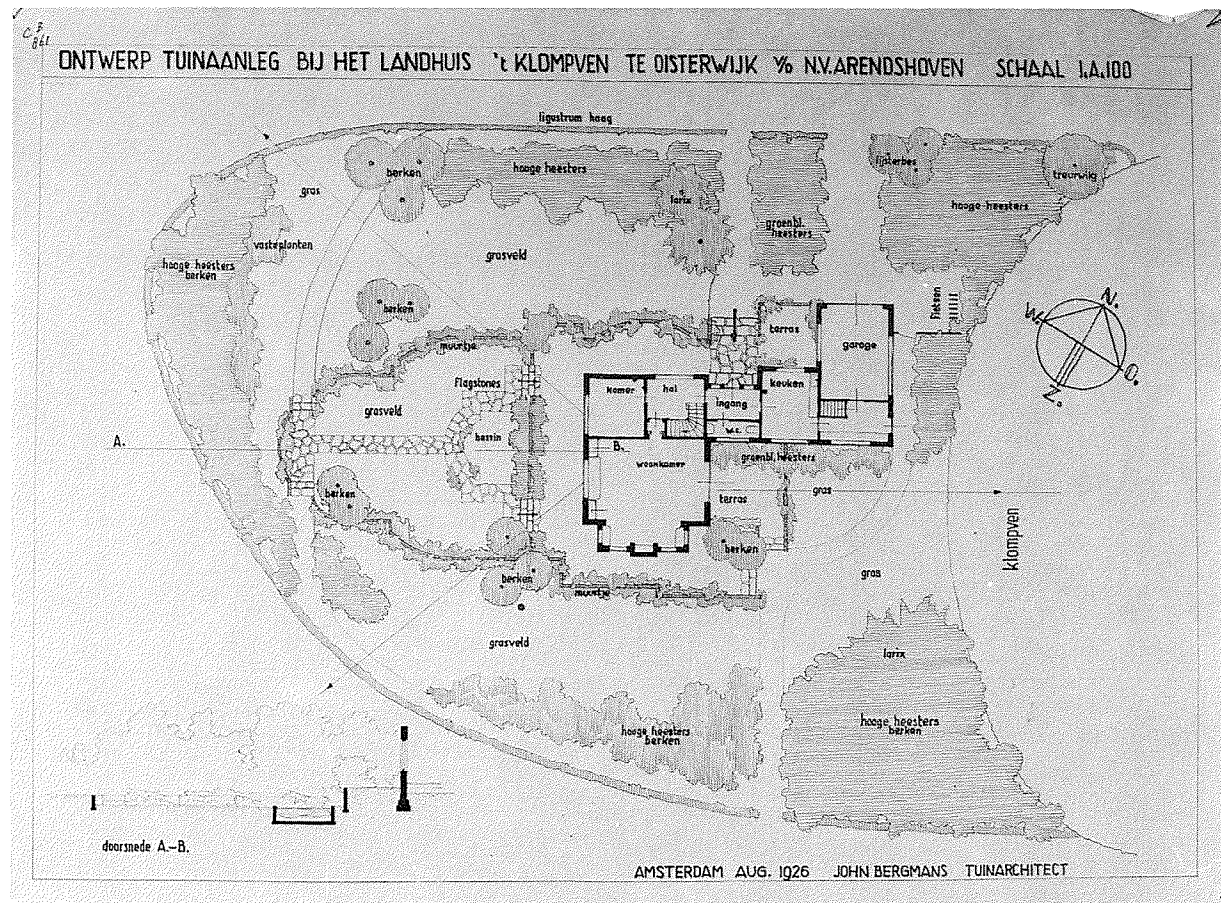 C.B.
861
ONTWERP TUINAANLEG BIJ HET LANDHUIS 't KLOMPVEN TE OISTERWIJK v/o N.V. ARENDSHOVEN SCHAAL 1.A.100
ligustrum haag
berken
hooge heesters
lijsterbes
treurwilg
gras
larix
hooge heesters
groenbl.
heesters
vasteplanten
grasveld
hooge heesters
berken
berken
fietsen
N.
W.
O.
Z.
terras
garage
muurtje
flagstones
kamer
hal
ingang
keuken
grasveld
bassin
w.c.
A.
B.
woonkamer
groenbl. heesters
berken
terras
gras
klompven
berken
berken
gras
muurtje
grasveld
larix
hooge heesters
berken
hooge heesters
berken
doorsnede A.-B.
AMSTERDAM AUG. 1926 JOHN BERGMANS TUINARCHITECT